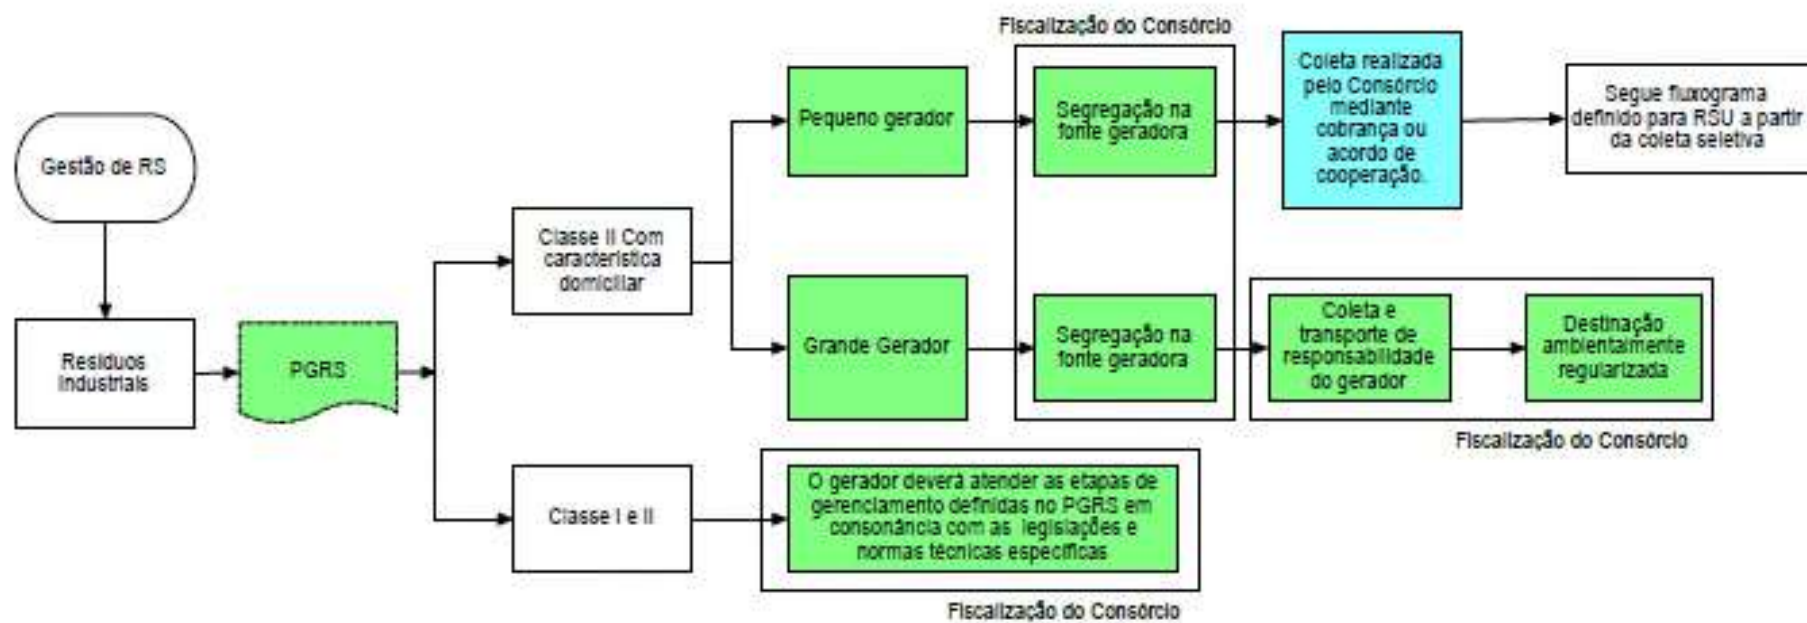 Fiscalização do Consórcio
Gestão de RS
Resíduos
Industriais
PGRS
Classe II Com
característica
domiciliar
Pequeno gerador
Segregação na
fonte geradora
Coleta realizada
pelo Consórcio
mediante
cobrança ou
acordo de
cooperação.
Segue fluxograma
definido para RSU a partir
da coleta seletiva
Grande Gerador
Segregação na
fonte geradora
Coleta e
transporte de
responsabilidade
do gerador
Destinação
ambientalmente
regularizada
Fiscalização do Consórcio
Classe I e II
O gerador deverá atender as etapas de
gerenciamento definidas no PGRS em
consonância com as legislações e
normas técnicas específicas
Fiscalização do Consórcio